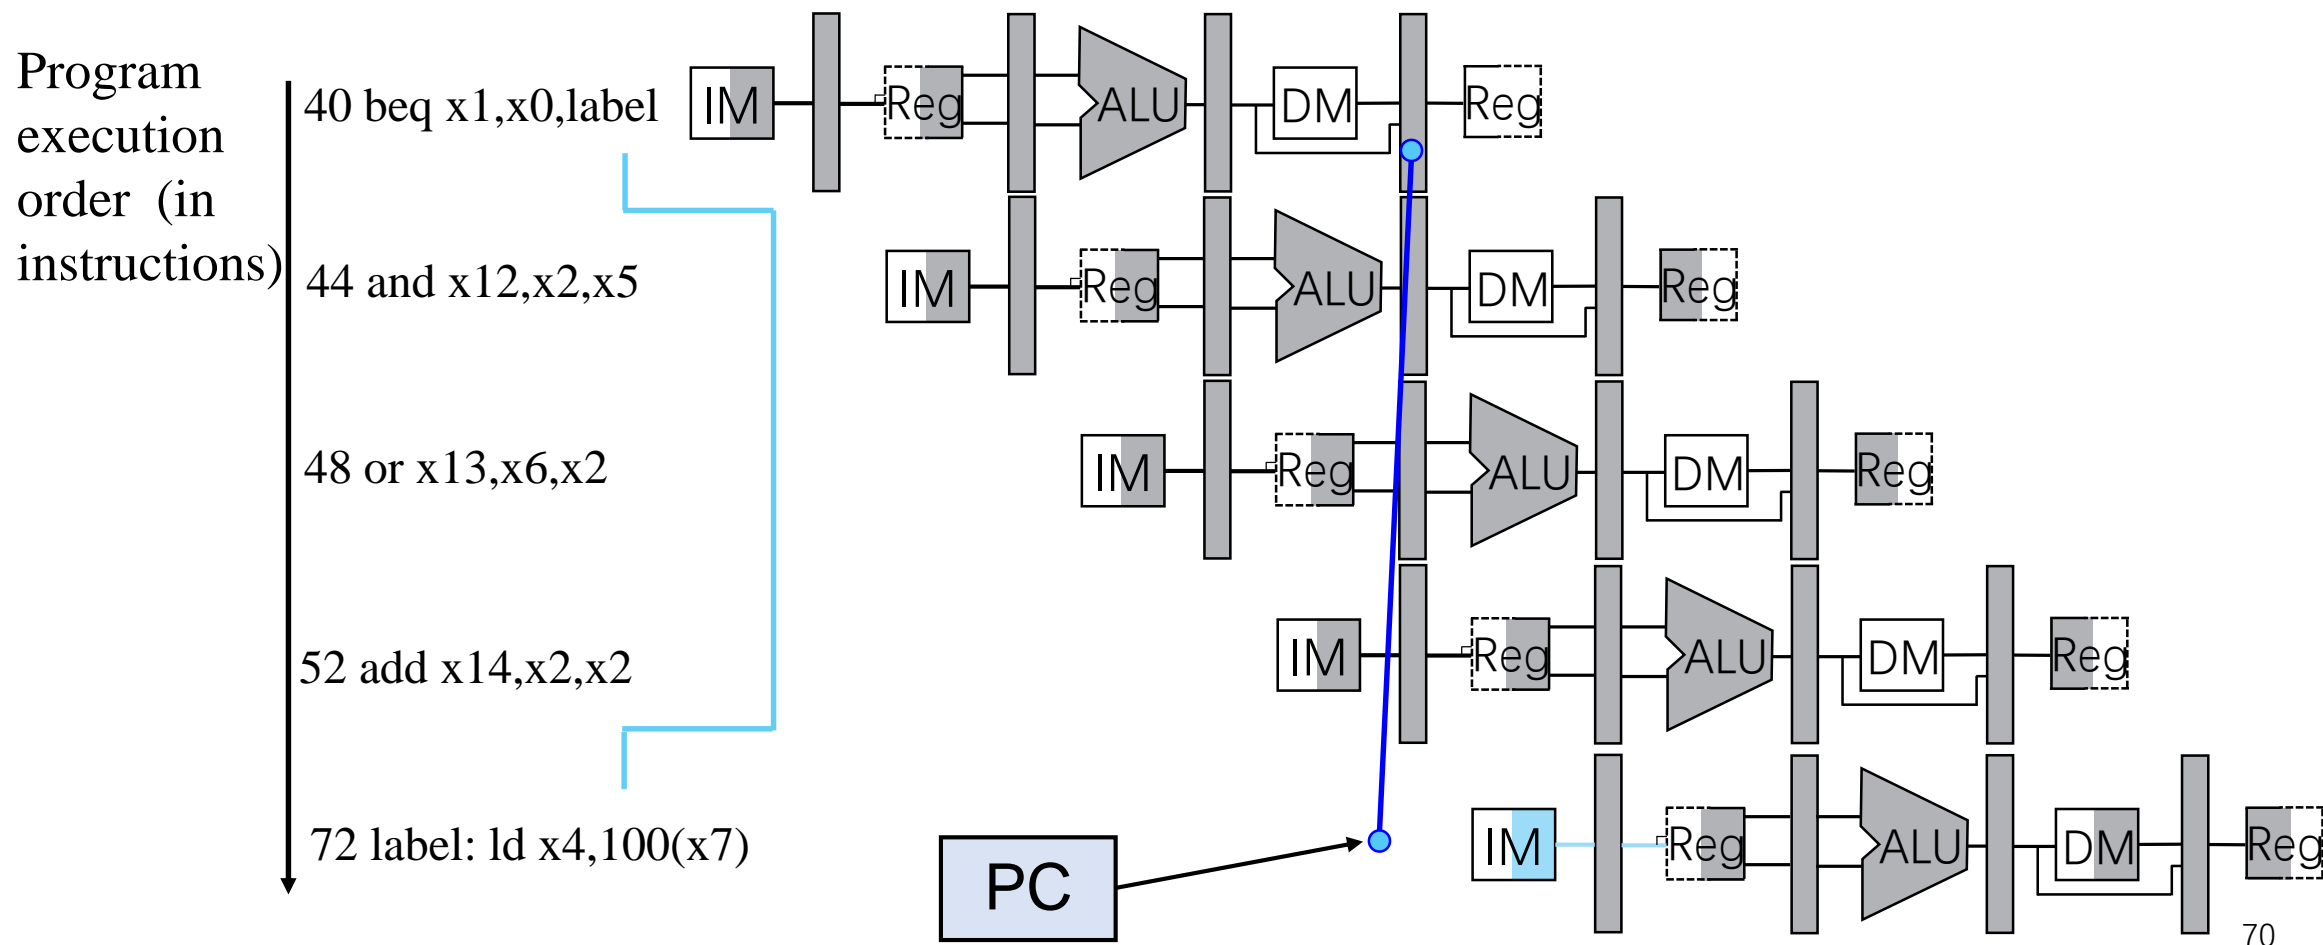 Program
execution
order (in
instructions)
40 beq x1,x0,label
IM
Reg
ALU
DM
Reg
44 and x12,x2,x5
IM
Reg
ALU
DM
Reg
48 or x13,x6,x2
IM
Reg
ALU
DM
Reg
52 add x14,x2,x2
IM
Reg
ALU
DM
Reg
72 label: ld x4,100(x7)
PC
IM
Reg
ALU
DM
Reg
70